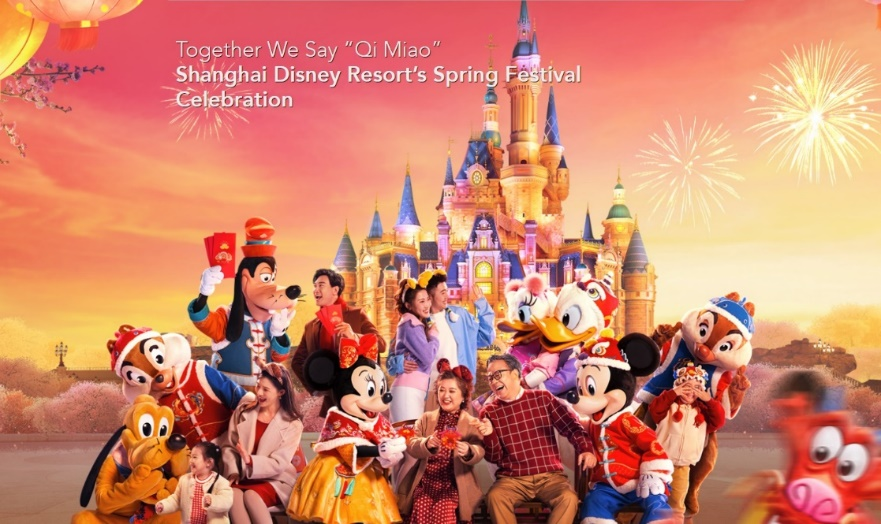 Together We Say “Qi Miao”
Shanghai Disney Resort’s Spring Festival
Celebration